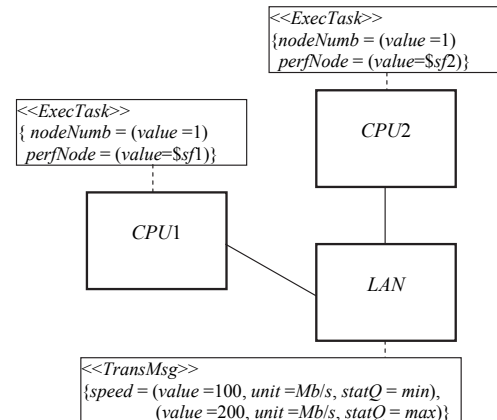 <<ExecTask>>
{nodeNumb = (value =1)
perfNode = (value=$sf2)}
CPU2
<<ExecTask>>
{ nodeNumb = (value =1)
perfNode = (value=$sf1)}
CPU1
LAN
<<TransMsg>>
{speed = (value =100, unit =Mb/s, statQ = min),
(value =200, unit =Mb/s, statQ = max)}